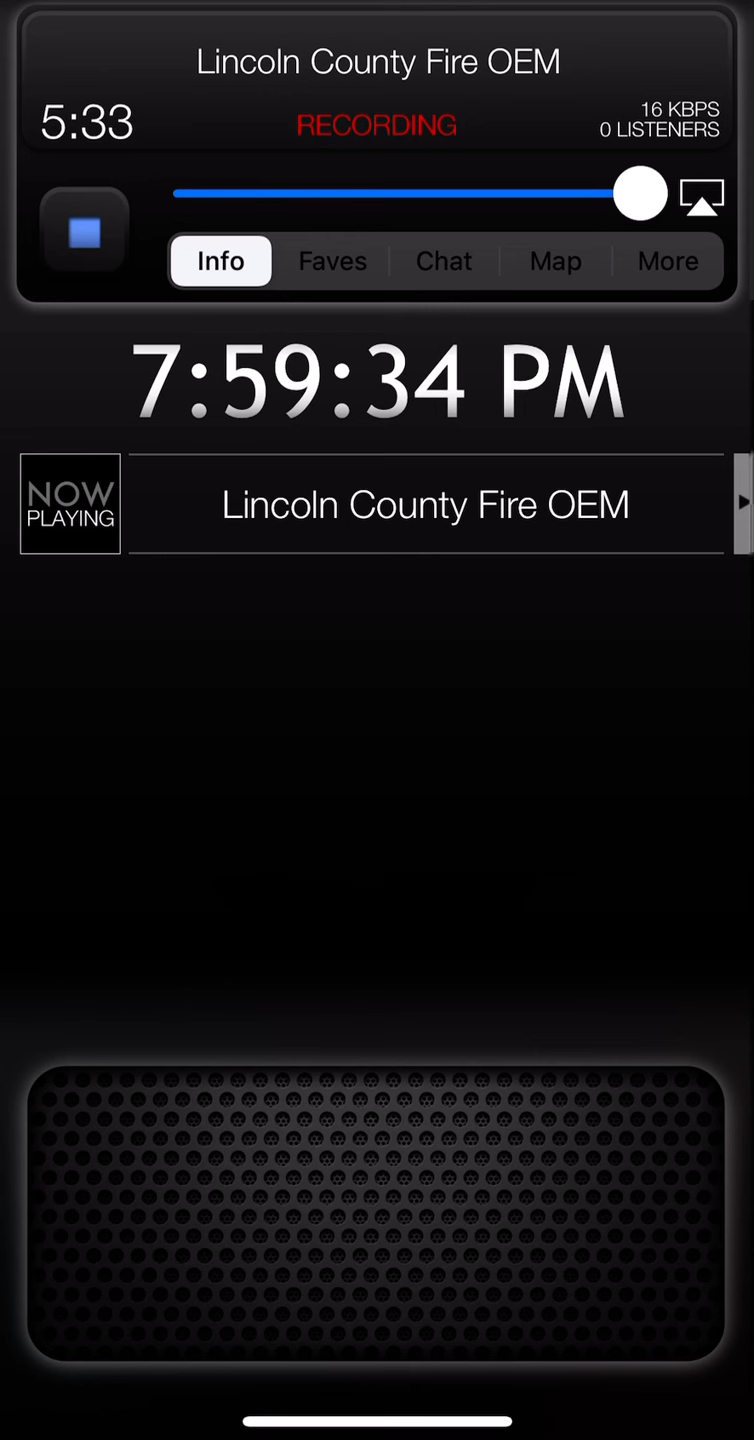 Lincoln County Fire OEM
5:33
RECORDING
16 KBPS
0 LISTENERS
Info Faves Chat Map More
7:59:34 PM
NOW
PLAYING
Lincoln County Fire OEM